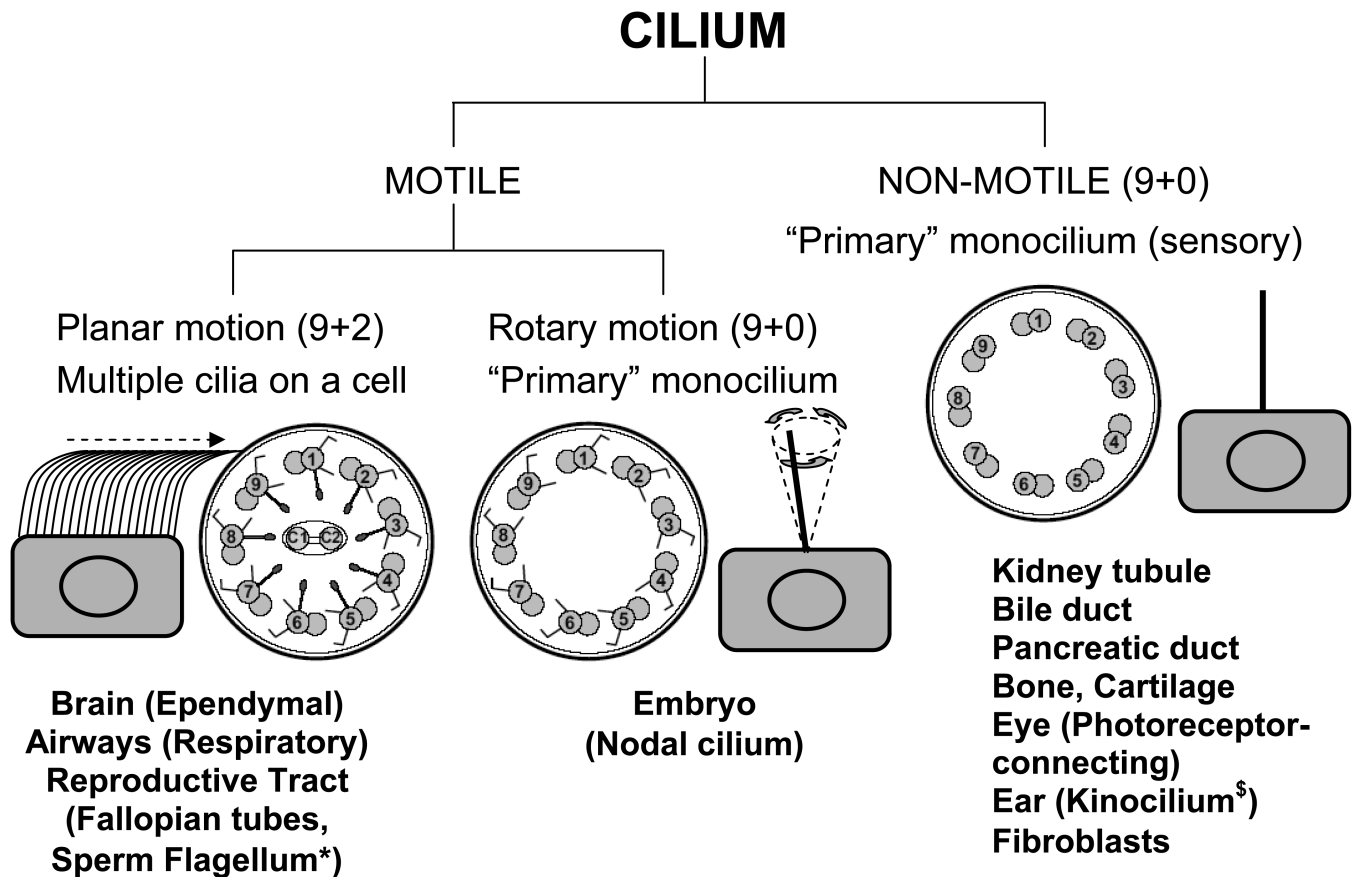 CILIUM
MOTILE
NON-MOTILE (9+0)
“Primary” monocilium (sensory)
Planar motion (9+2)
Multiple cilia on a cell
Rotary motion (9+0)
“Primary” monocilium
1
2
3
4
5
6
7
8
9
C1
C2
1
2
3
4
5
6
7
8
9
1
2
3
4
5
6
7
8
9
Brain (Ependymal)
Airways (Respiratory)
Reproductive Tract
(Fallopian tubes,
Sperm Flagellum*)
Embryo
(Nodal cilium)
Kidney tubule
Bile duct
Pancreatic duct
Bone, Cartilage
Eye (Photoreceptor-
connecting)
Ear (Kinocilium$)
Fibroblasts